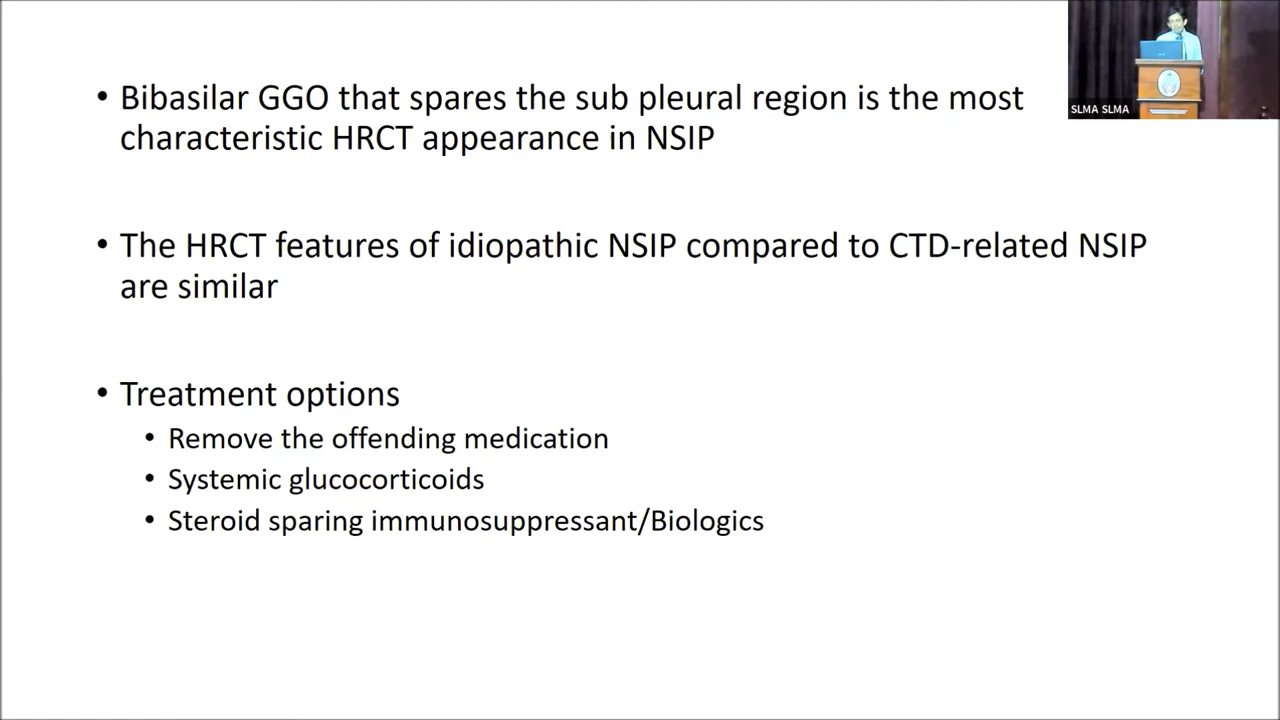 • Bibasilar GGO that spares the sub pleural region is the most
characteristic HRCT appearance in NSIP
SLMA SLMA
• The HRCT features of idiopathic NSIP compared to CTD-related NSIP
are similar
• Treatment options
• Remove the offending medication
• Systemic glucocorticoids
• Steroid sparing immunosuppressant/Biologics